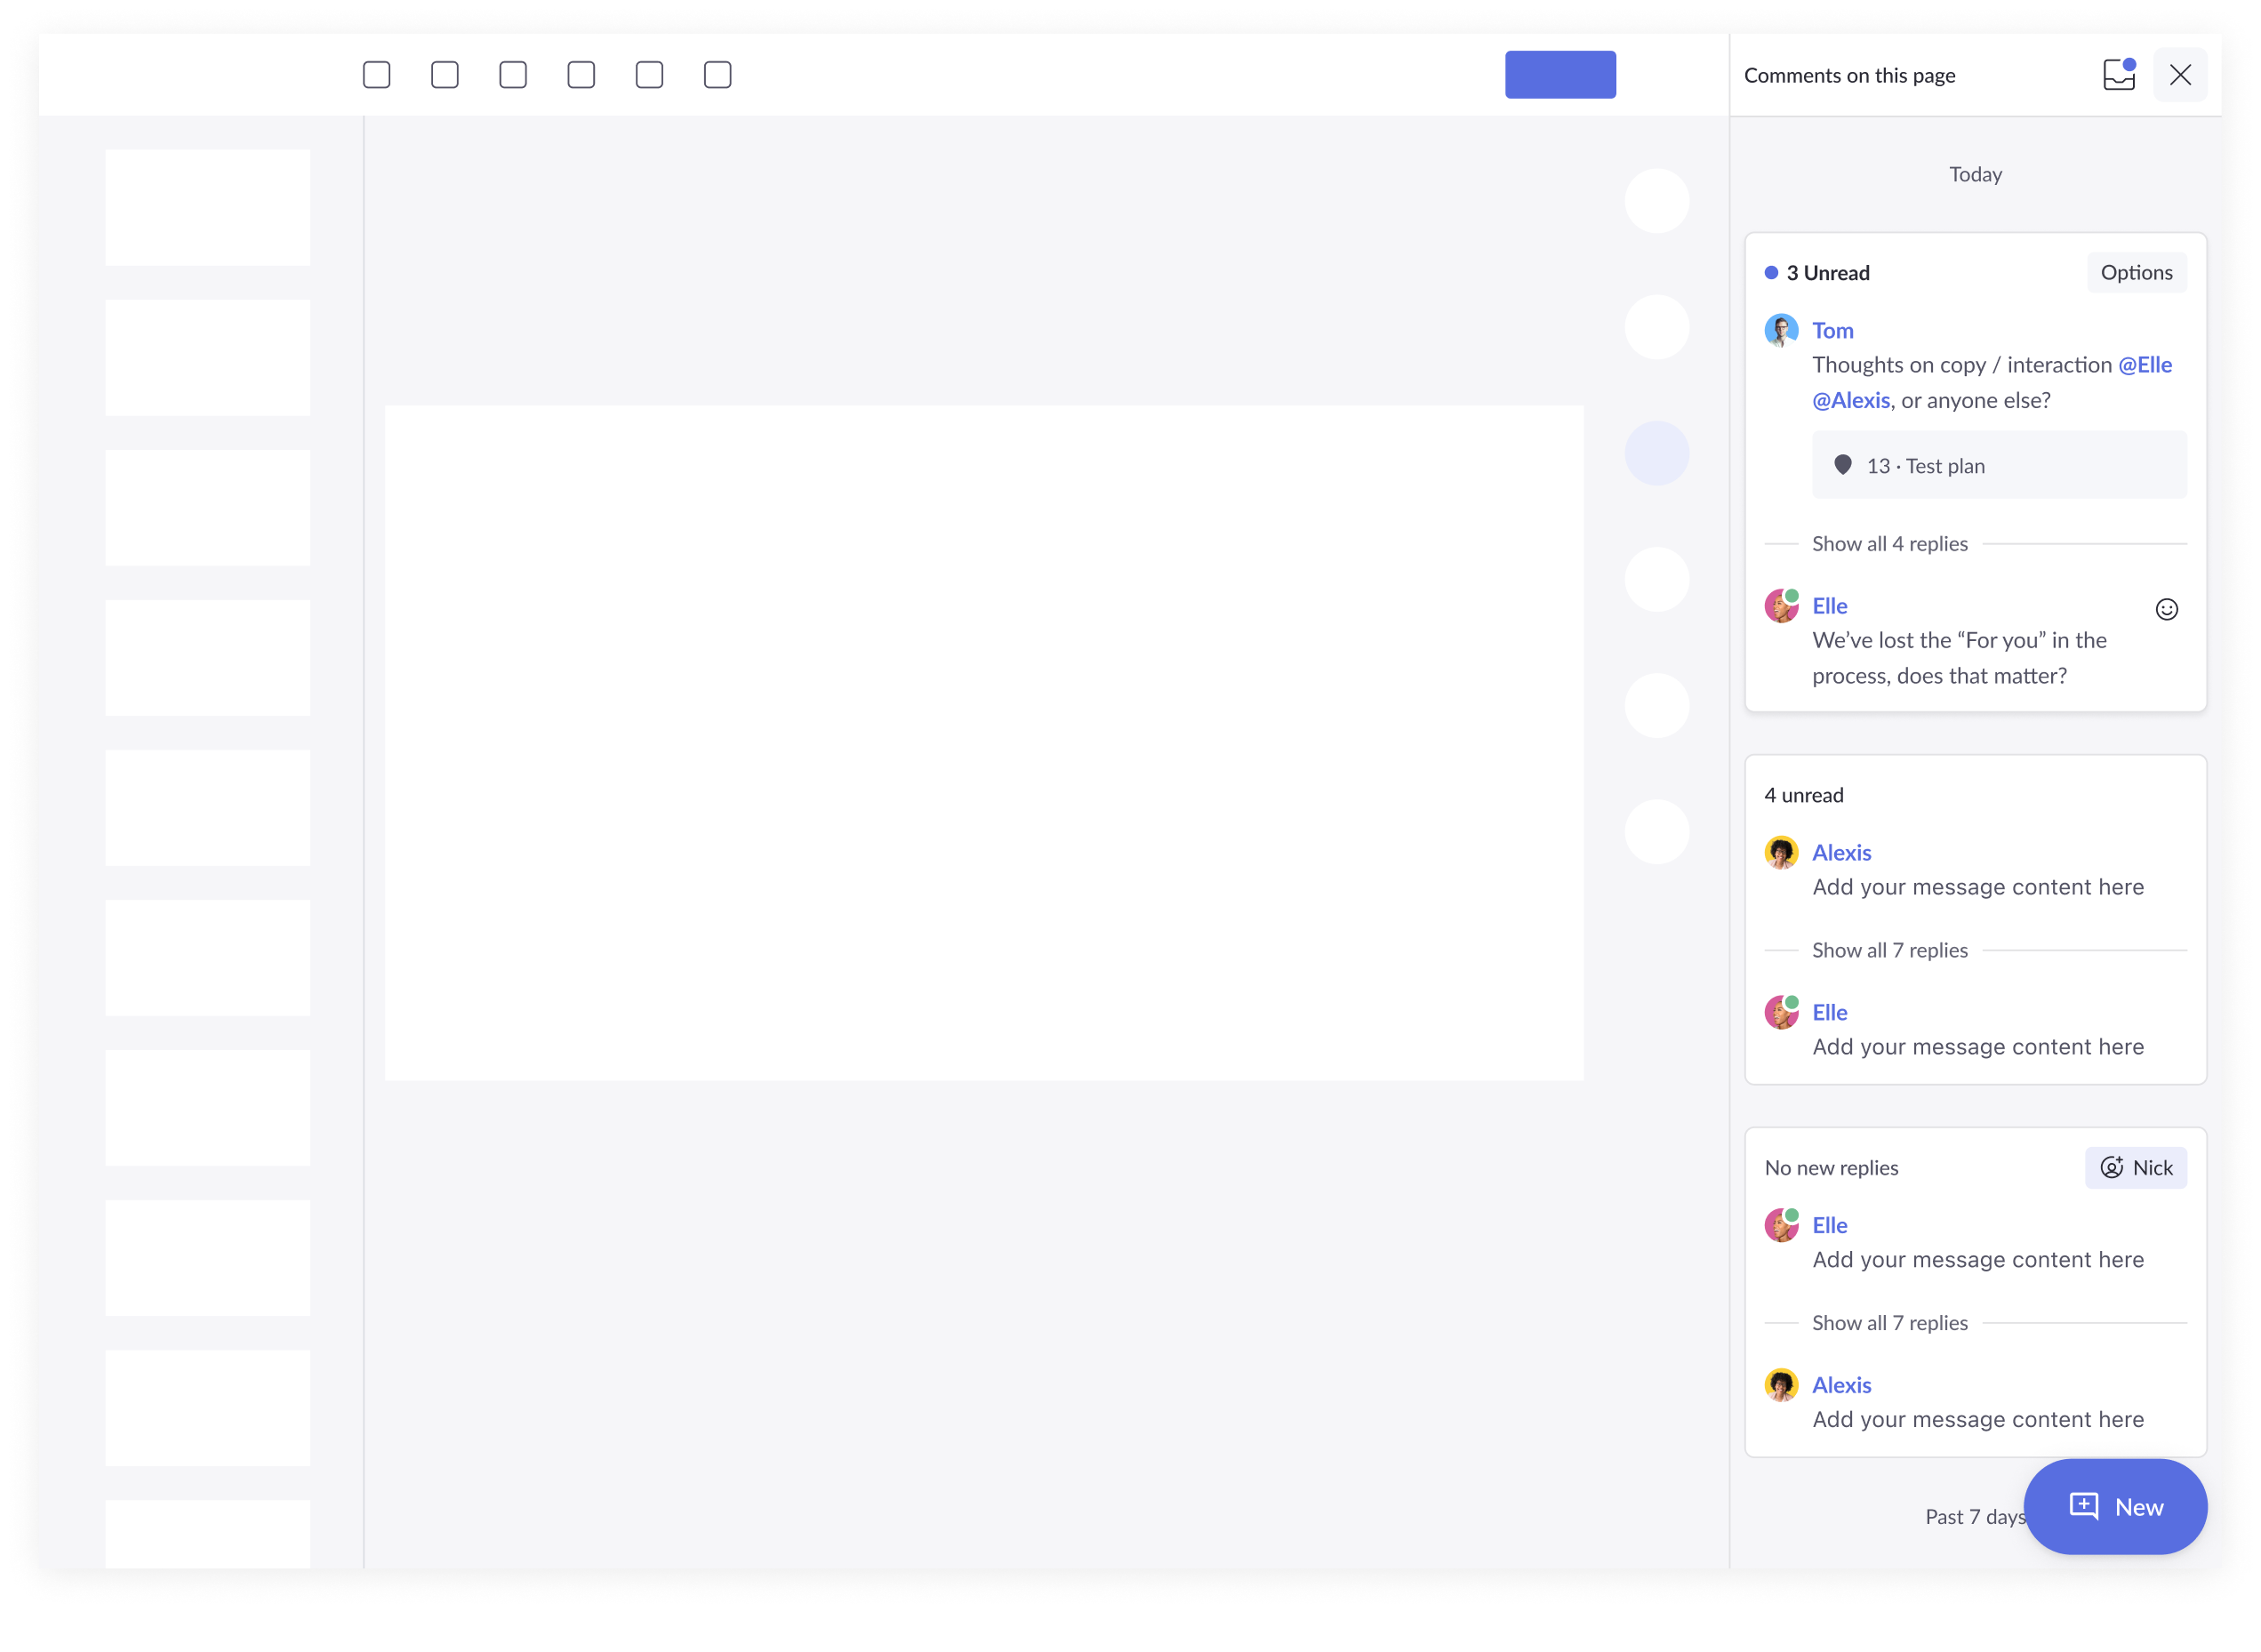 Comments on this page
Today
3 Unread
Options
Tom
Thoughts on copy / interaction @Elle
@Alexis, or anyone else?
13 · Test plan
Show all 4 replies
Elle
We’ve lost the “For you” in the
process, does that matter?
4 unread
Alexis
Add your message content here
Show all 7 replies
Elle
Add your message content here
No new replies
Nick
Elle
Add your message content here
Show all 7 replies
Alexis
Add your message content here
Past 7 days
New